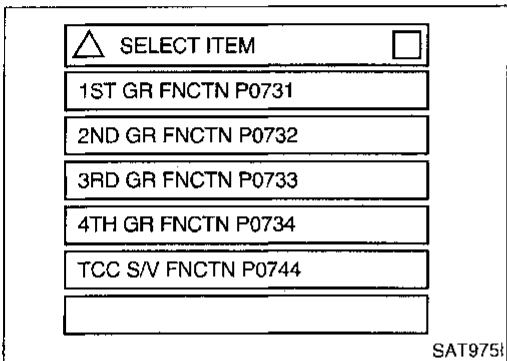 SELECT ITEM
1ST GR FNCTN P0731
2ND GR FNCTN P0732
3RD GR FNCTN P0733
4TH GR FNCTN P0734
TCC S/V FNCTN P0744